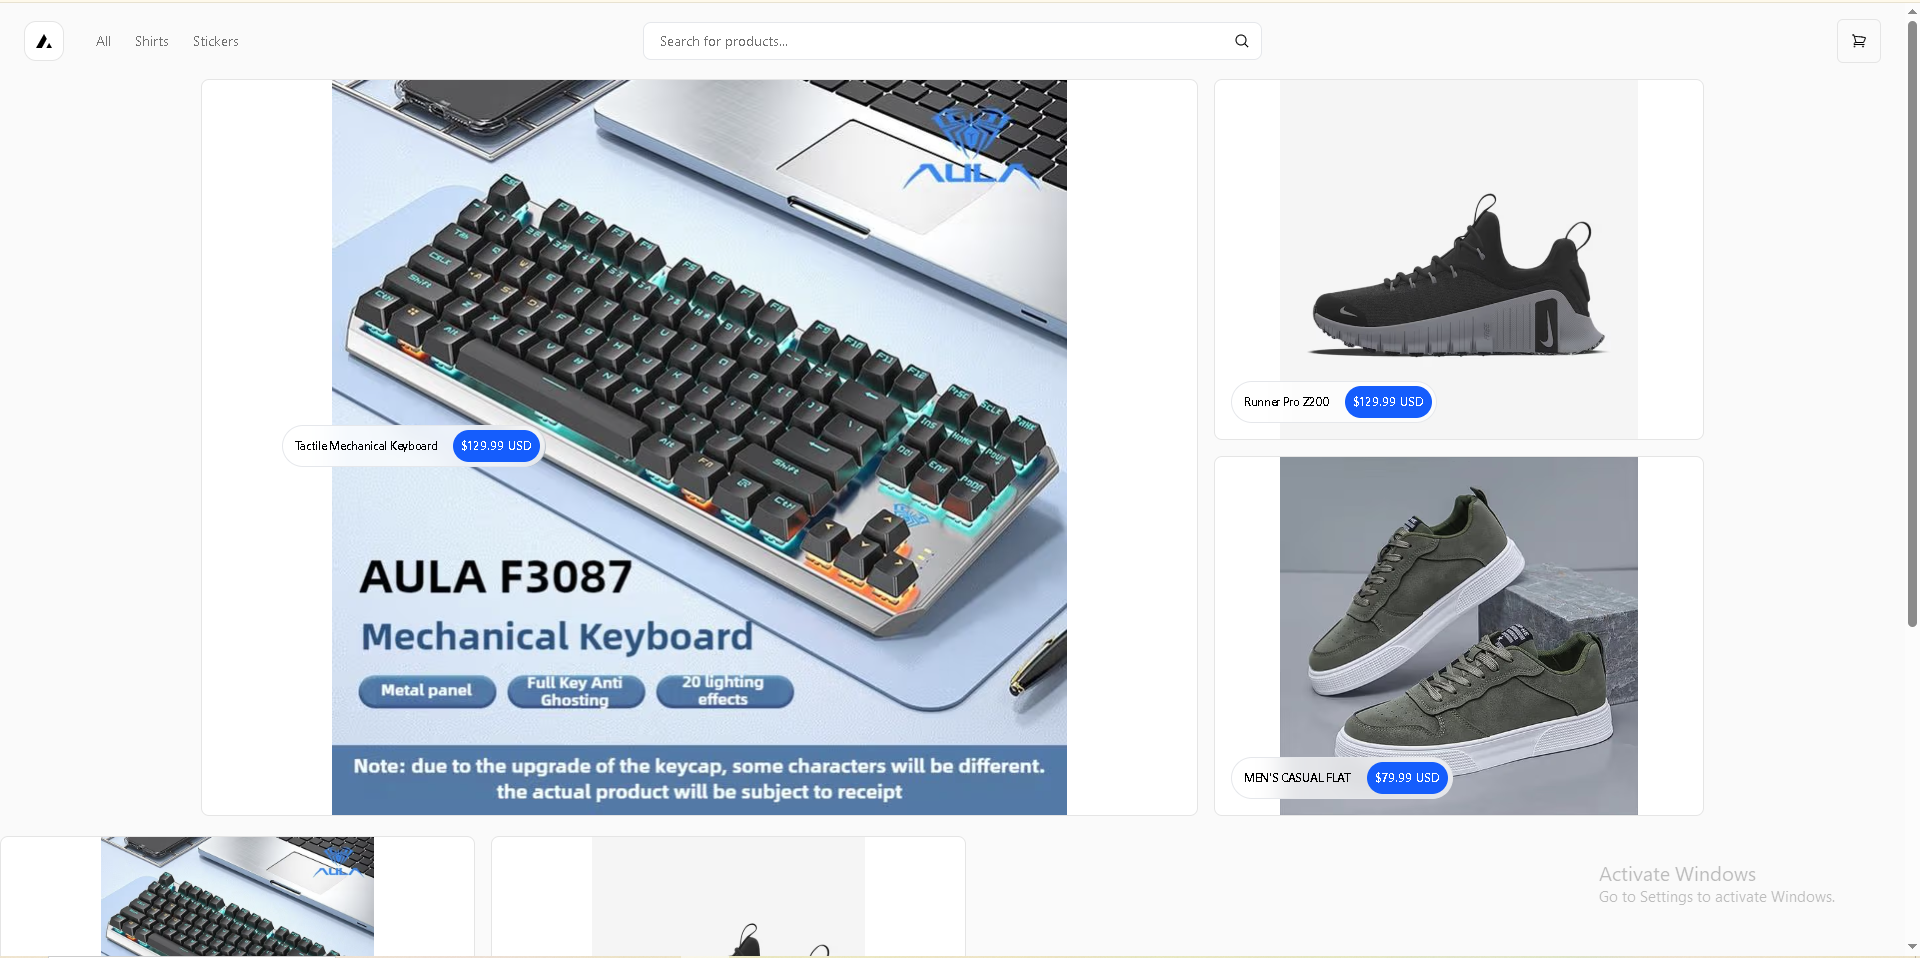 All Shirts Stickers
Search for products...
AULA
Tactile Mechanical Keyboard $129.99 USD
AULA F3087
Mechanical Keyboard
Metal panel
Full Key Anti
Ghosting
20 lighting
effects
Note: due to the upgrade of the keycap, some characters will be different.
the actual product will be subject to receipt
Runner Pro Z200 $129.99 USD
MEN'S CASUAL FLAT $79.99 USD
AULA
Activate Windows
Go to Settings to activate Windows.